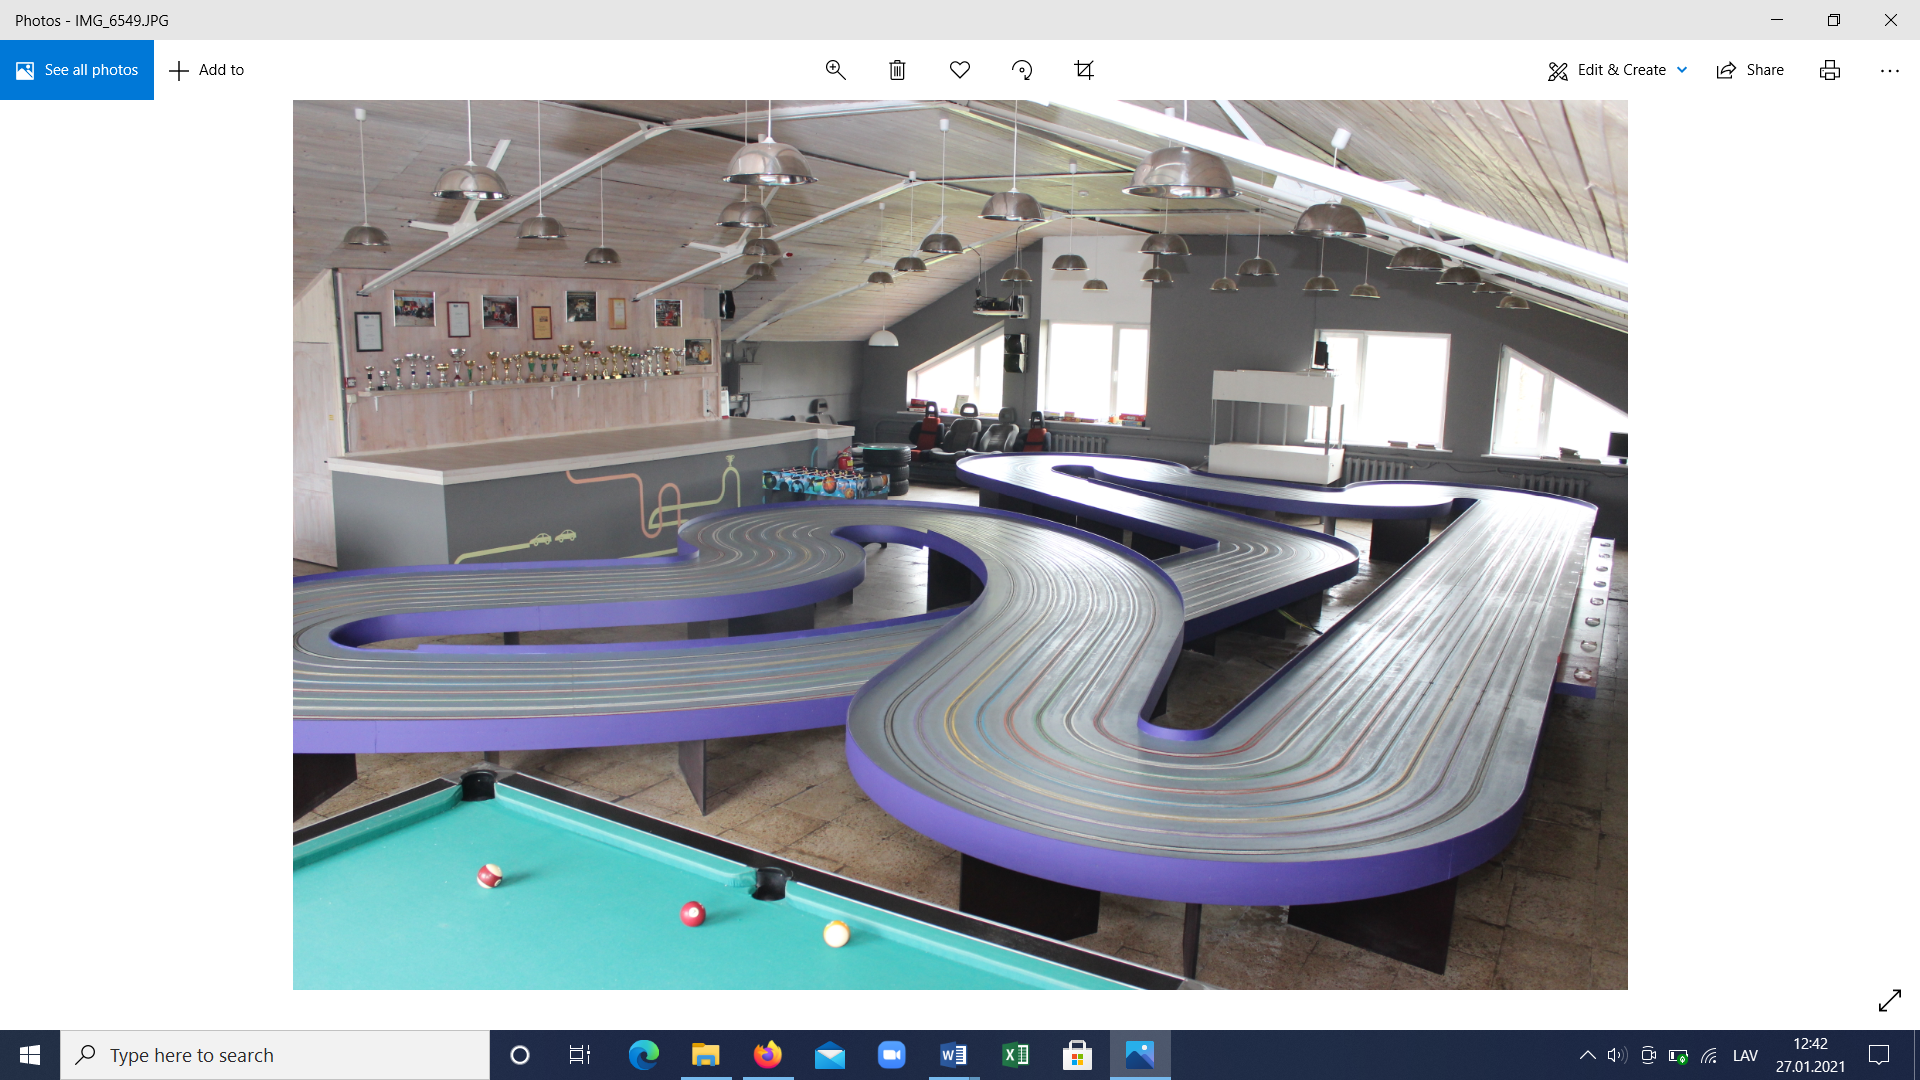 Photos - IMG_6549.JPG
See all photos
Add to
Edit & Create
Share
Type here to search
LAV
12:42
27.01.2021